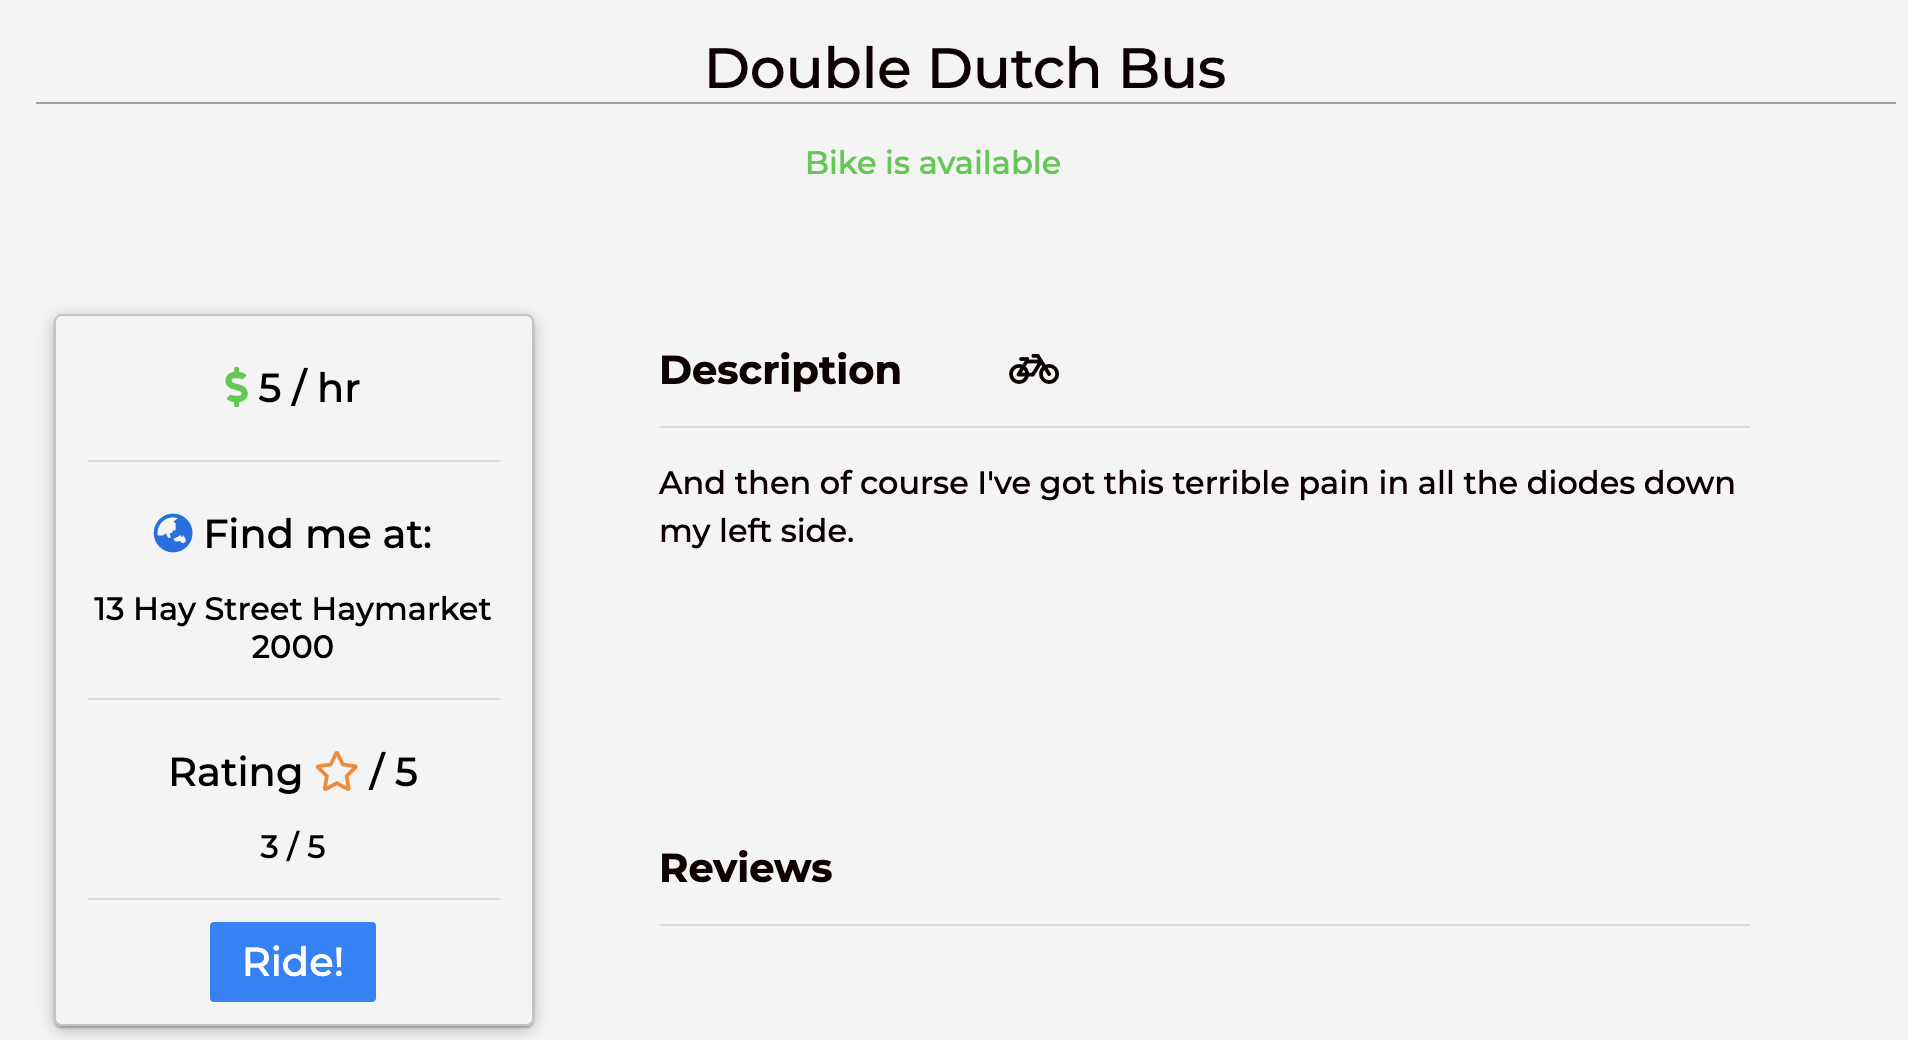 Double Dutch Bus
Bike is available
$ 5 / hr
Find me at:
13 Hay Street Haymarket
2000
Rating / 5
3 / 5
Ride!
Description
And then of course I've got this terrible pain in all the diodes down
my left side.
Reviews